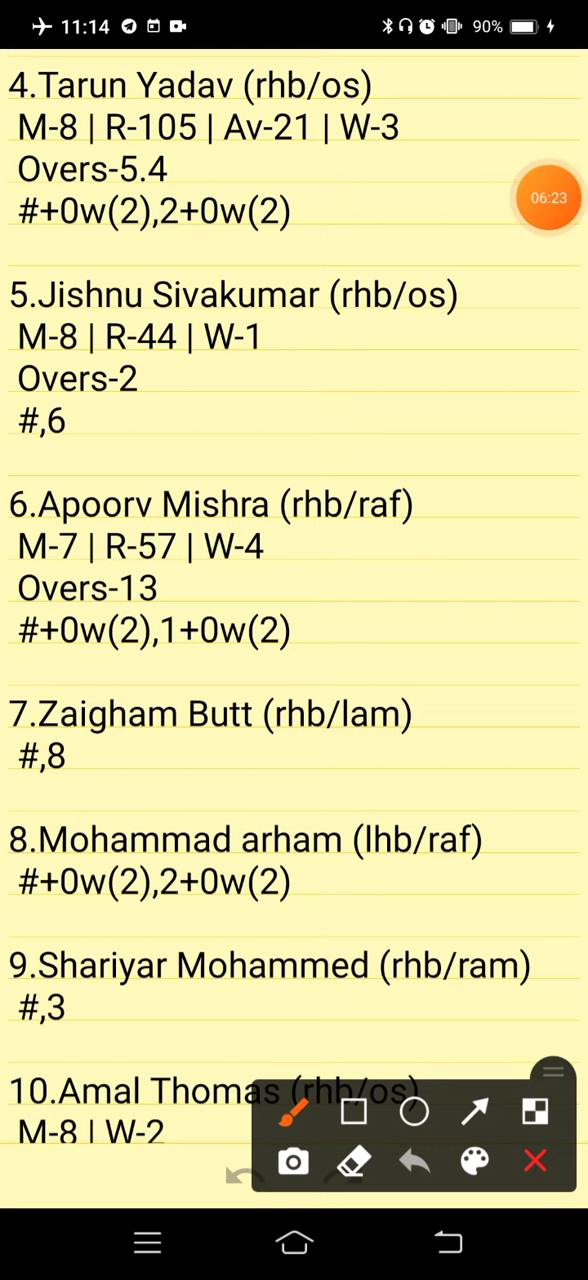 11:14
90%
4.Tarun Yadav (rhb/os)
M-8 | R-105 | Av-21 | W-3
Overs-5.4
#+0w(2),2+0w(2)
06:23
5.Jishnu Sivakumar (rhb/os)
M-8 | R-44 | W-1
Overs-2
#,6
6.Apoorv Mishra (rhb/raf)
M-7 | R-57 | W-4
Overs-13
#+0w(2),1+0w(2)
7.Zaigham Butt (rhb/lam)
#,8
8.Mohammad arham (lhb/raf)
#+0w(2),2+0w(2)
9.Shariyar Mohammed (rhb/ram)
#,3
10.Amal Thomas (rhb/os)
M-8 | W-2